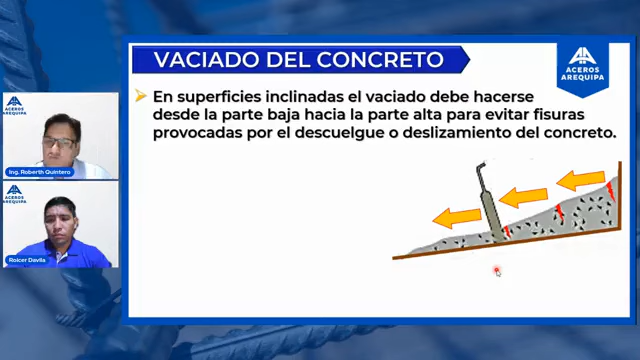 VACIADO DEL CONCRETO
ACEROS
AREQUIPA
En superficies inclinadas el vaciado debe hacerse
desde la parte baja hacia la parte alta para evitar fisuras
provocadas por el descuelgue o deslizamiento del concreto.
ACEROS
AREQUIPA
Ing. Roberth Quintero
ACEROS
AREQUIPA
Roicer Davila